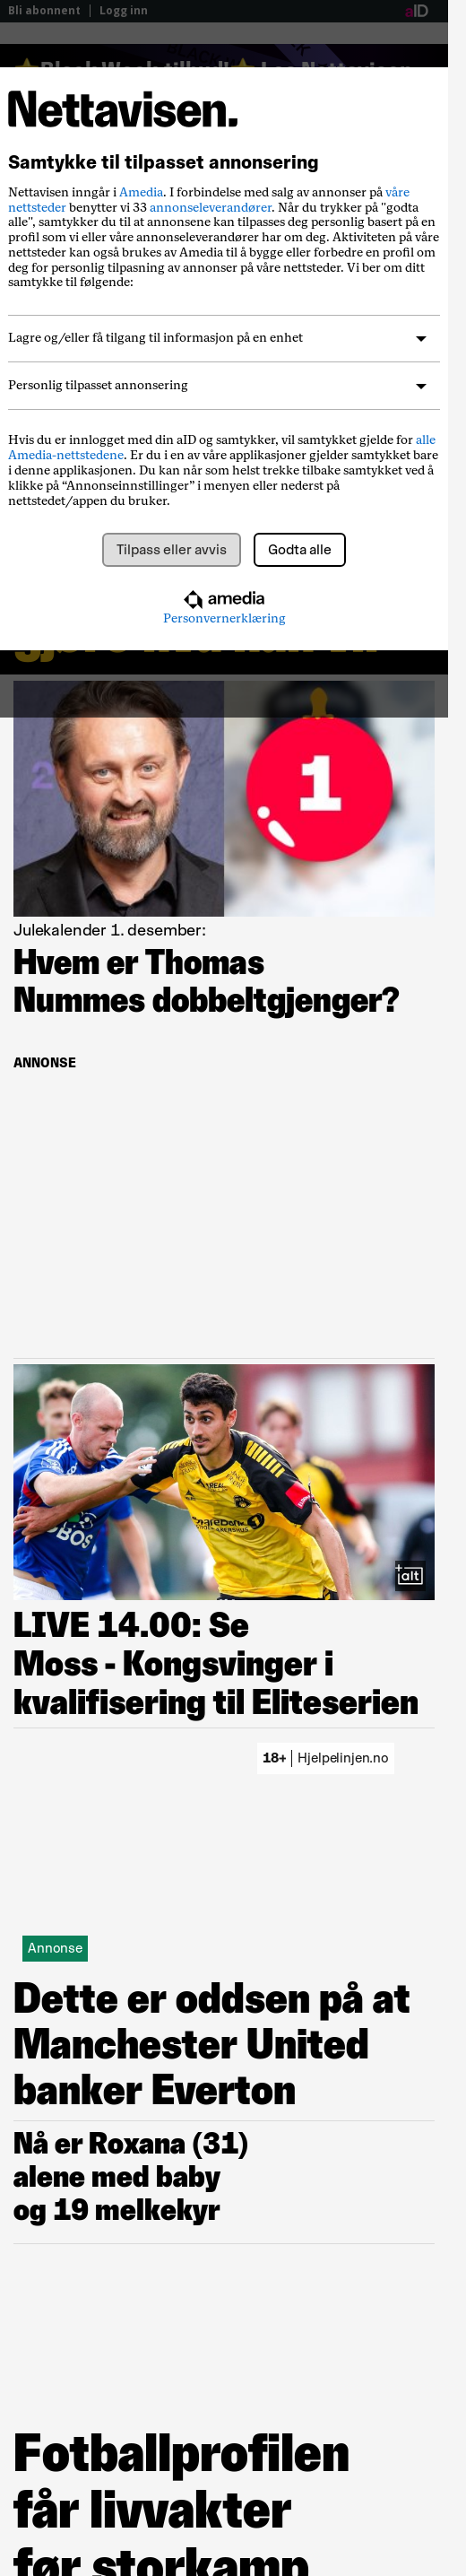 Bli abonnent | Logg inn
aID
Nettavisen.
Samtykke til tilpasset annonsering
Nettavisen inngår i Amedia. I forbindelse med salg av annonser på våre
nettsteder benytter vi 33 annonseleverandører. Når du trykker på "godta
alle", samtykker du til at annonsene kan tilpasses deg personlig basert på en
profil som vi eller våre annonseleverandører har om deg. Aktiviteten på våre
nettsteder kan også brukes av Amedia til å bygge eller forbedre en profil om
deg for personlig tilpasning av annonser på våre nettsteder. Vi ber om ditt
samtykke til følgende:
Lagre og/eller få tilgang til informasjon på en enhet
Personlig tilpasset annonsering
Hvis du er innlogget med din aID og samtykker, vil samtykket gjelde for alle
Amedia-nettstedene. Er du i en av våre applikasjoner gjelder samtykket bare
i denne applikasjonen. Du kan når som helst trekke tilbake samtykket ved å
klikke på “Annonseinnstillinger” i menyen eller nederst på
nettstedet/appen du bruker.
Tilpass eller avvis
Godta alle
amedia
Personvernerklæring
2
1
Julekalender 1. desember:
Hvem er Thomas
Nummes dobbeltgjenger?
ANNONSE
+alt
LIVE 14.00: Se
Moss - Kongsvinger i
kvalifisering til Eliteserien
18+ | Hjelpelinjen.no
Annonse
Dette er oddsen på at
Manchester United
banker Everton
Nå er Roxana (31)
alene med baby
og 19 melkekyr
Fotballprofilen
får livvakter
før storkamp